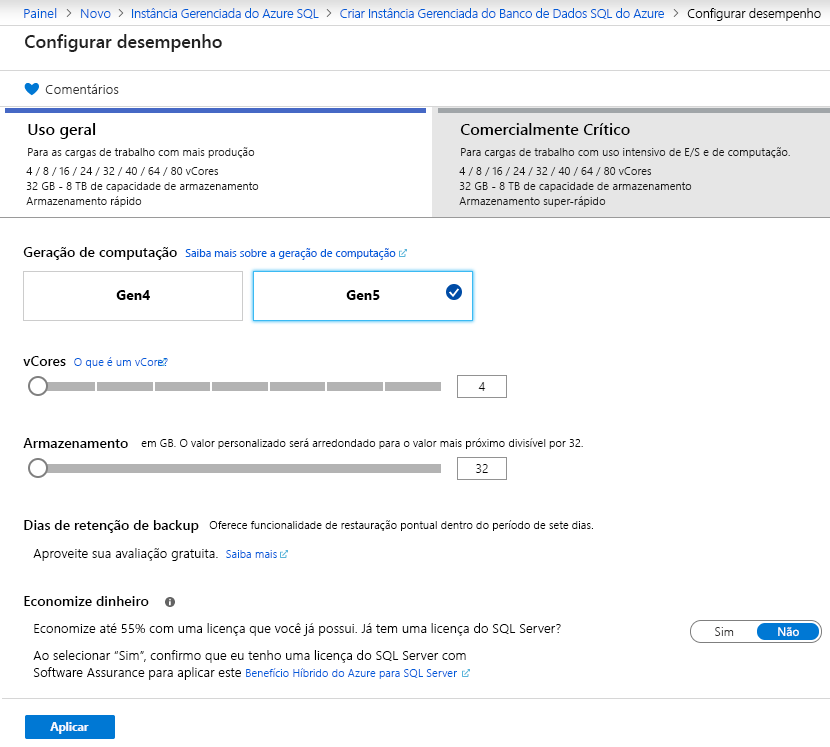 Painel > Novo > Instância Gerenciada do Azure SQL > Criar Instância Gerenciada do Banco de Dados SQL do Azure > Configurar desempenho
Configurar desempenho
Comentários
Uso geral
Para as cargas de trabalho com mais produção
4 / 8 / 16 / 24 / 32 / 40 / 64 / 80 vCores
32 GB - 8 TB de capacidade de armazenamento
Armazenamento rápido
Comercialmente Crítico
Para cargas de trabalho com uso intensivo de E/S e de computação.
4 / 8 / 16 / 24 / 32 / 40 / 64 / 80 vCores
32 GB - 8 TB de capacidade de armazenamento
Armazenamento super-rápido
Geração de computação Saiba mais sobre a geração de computação
Gen4
Gen5
vCores O que é um vCore?
4
Armazenamento em GB. O valor personalizado será arredondado para o valor mais próximo divisível por 32.
32
Dias de retenção de backup Oferece funcionalidade de restauração pontual dentro do período de sete dias.
Aproveite sua avaliação gratuita. Saiba mais
Economize dinheiro
Economize até 55% com uma licença que você já possui. Já tem uma licença do SQL Server?
Sim Não
Ao selecionar “Sim”, confirmo que eu tenho uma licença do SQL Server com
Software Assurance para aplicar este Benefício Híbrido do Azure para SQL Server
Aplicar